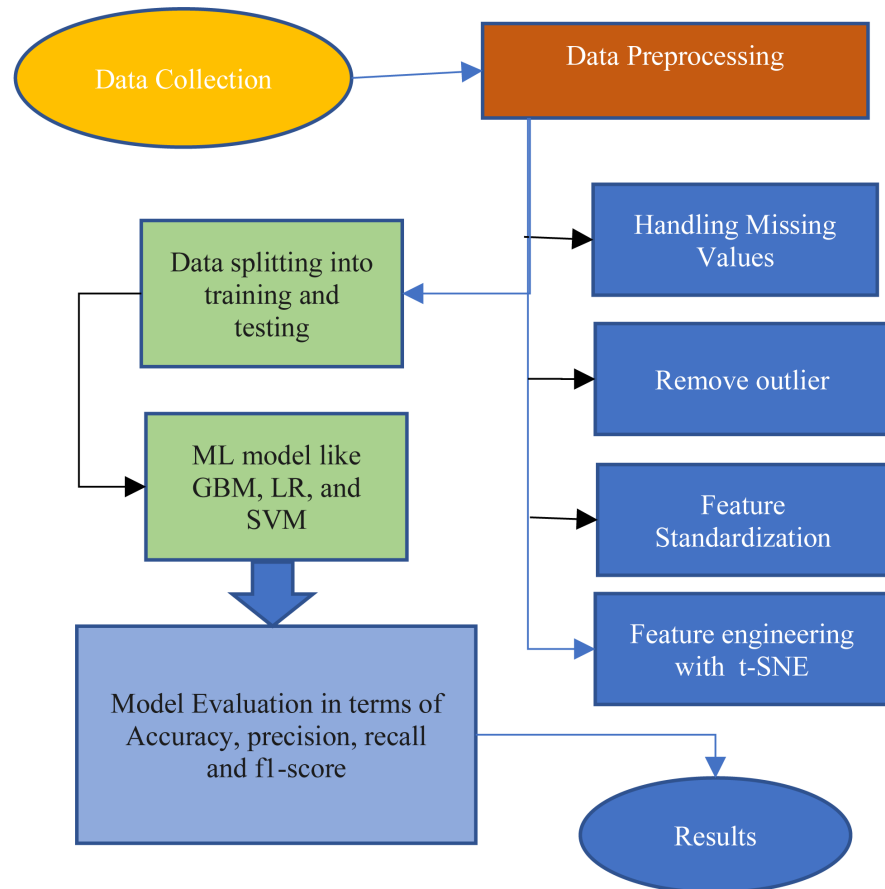 Data Collection
Data Preprocessing
Handling Missing
Values
Remove outlier
Feature
Standardization
Feature engineering
with t-SNE
Data splitting into
training and
testing
ML model like
GBM, LR, and
SVM
Model Evaluation in terms of
Accuracy, precision, recall
and f1-score
Results